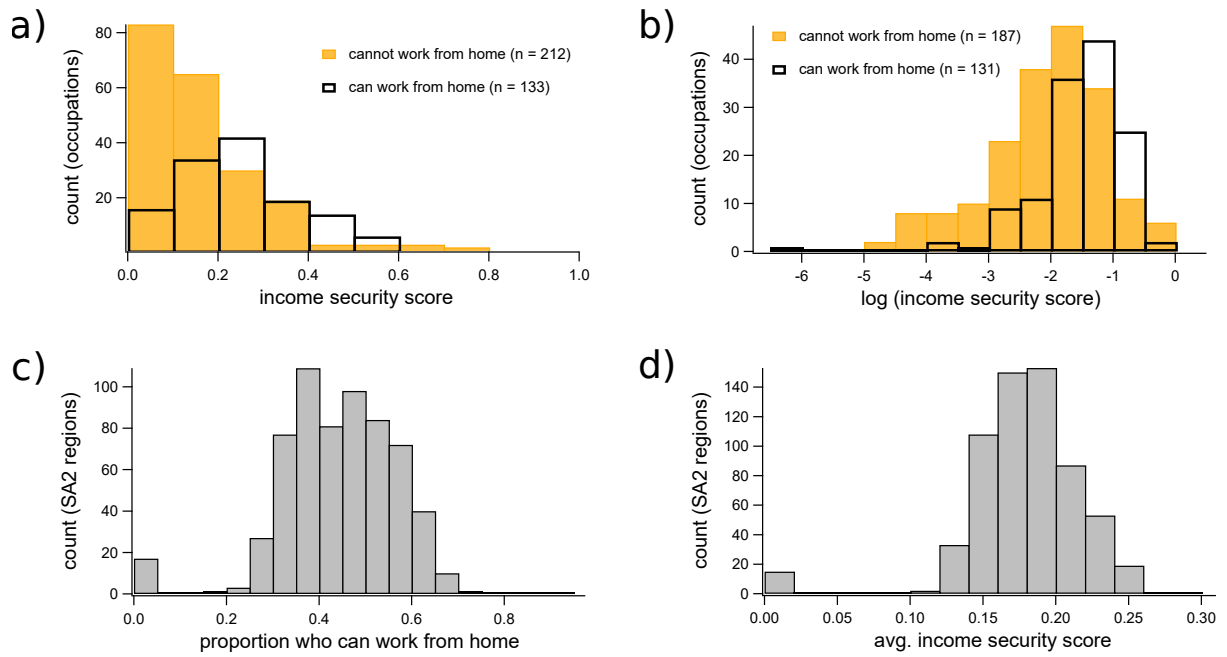 a)
count (occupations)
80
60
40
20
0.0 0.2 0.4 0.6 0.8 1.0
income security score
cannot work from home (n = 212)
can work from home (n = 133)
b)
count (occupations)
40
30
20
10
0
-6 -5 -4 -3 -2 -1 0
log (income security score)
cannot work from home (n = 187)
can work from home (n = 131)
c)
count (SA2 regions)
100
80
60
40
20
0
0.0 0.2 0.4 0.6 0.8
proportion who can work from home
d)
count (SA2 regions)
140
120
100
80
60
40
20
0
0.00 0.05 0.10 0.15 0.20 0.25 0.30
avg. income security score